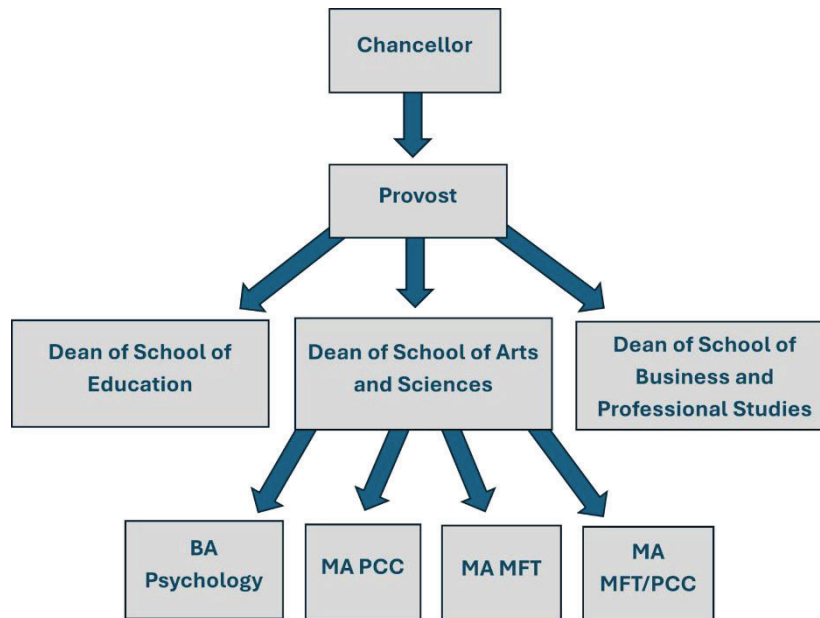 Chancellor
Provost
Dean of School of
Education
Dean of School of Arts
and Sciences
Dean of School of
Business and
Professional Studies
BA
Psychology
MA PCC
MA MFT
MA
MFT/PCC